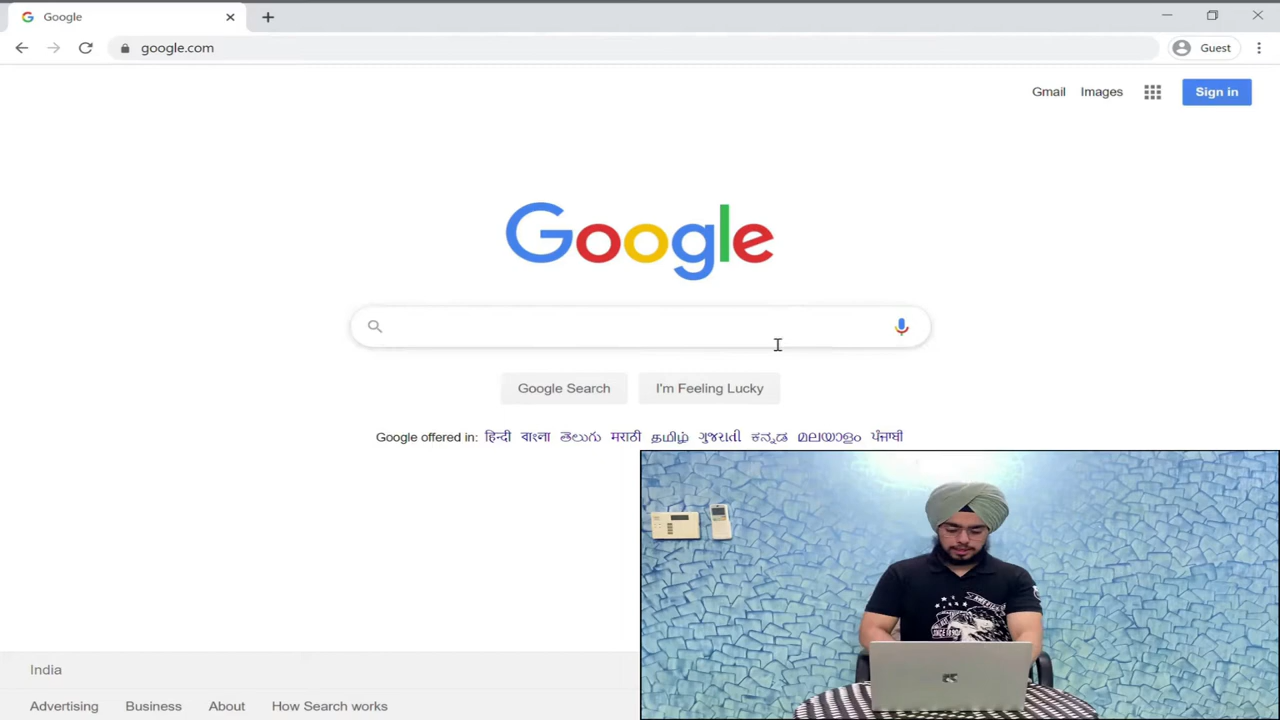 Google
google.com
Guest
Gmail Images
Sign in
Google
Google Search
I'm Feeling Lucky
Google offered in: हिन्दी বাংলা తెలుగు मराठी தமிழ் ગુજરાતી ಕನ್ನಡ മലയാളം ਪੰਜਾਬੀ
India
Advertising Business About How Search works